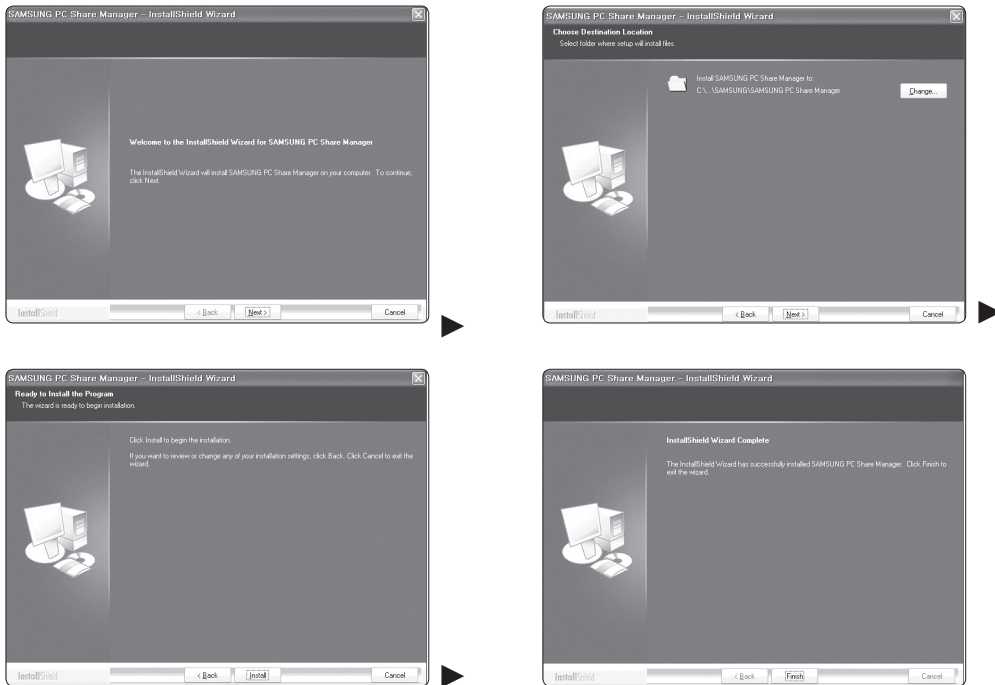 SAMSUNG PC Share Manager - InstallShield Wizard
Welcome to the InstallShield Wizard for SAMSUNG PC Share Manager
The InstallShield Wizard will install SAMSUNG PC Share Manager on your computer. To continue,
click Next.
InstallShield
< Back
Next >
Cancel
SAMSUNG PC Share Manager - InstallShield Wizard
Choose Destination Location
Select folder where setup will install files.
Install SAMSUNG PC Share Manager to:
C:\...\SAMSUNG\SAMSUNG PC Share Manager
Change...
InstallShield
< Back
Next >
Cancel
SAMSUNG PC Share Manager - InstallShield Wizard
Ready to Install the Program
The wizard is ready to begin installation.
Click Install to begin the installation.
If you want to review or change any of your installation settings, click Back. Click Cancel to exit the
wizard.
InstallShield
< Back
Install
Cancel
SAMSUNG PC Share Manager - InstallShield Wizard
InstallShield Wizard Complete
The InstallShield Wizard has successfully installed SAMSUNG PC Share Manager. Click Finish to
exit the wizard.
InstallShield
< Back
Finish
Cancel